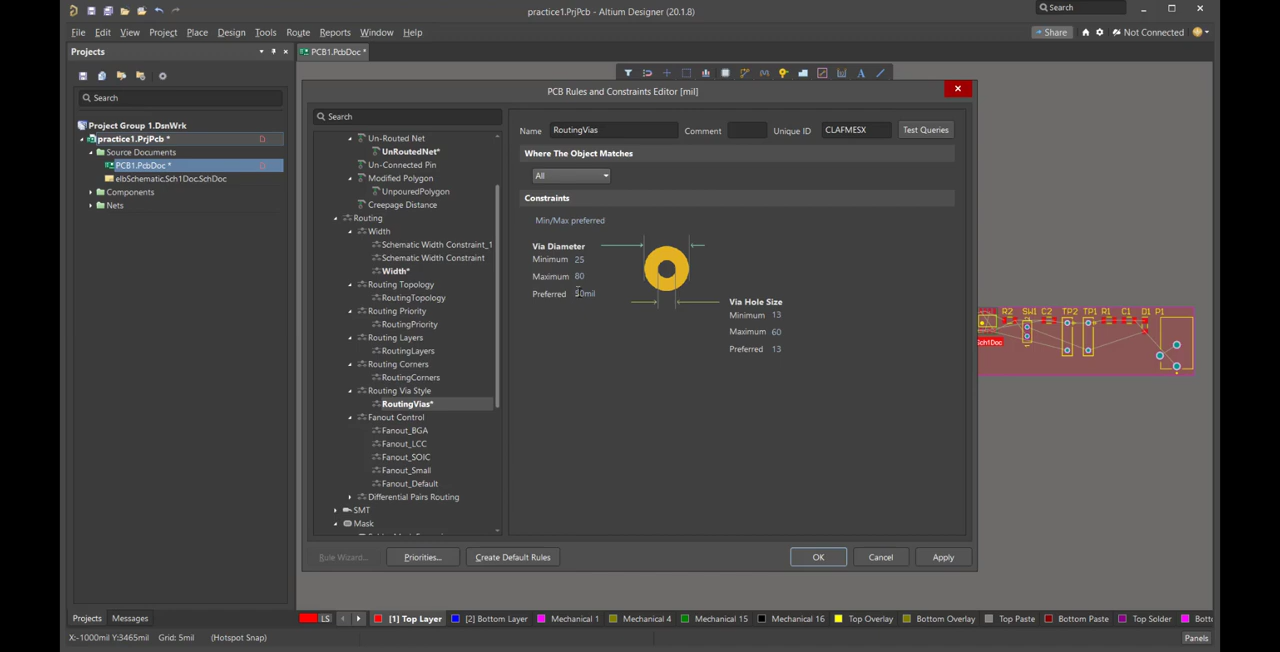 practice1.PrjPcb - Altium Designer (20.1.8)
Search
File Edit View Project Place Design Tools Route Reports Window Help
Share
Not Connected
Projects
PCB1.PcbDoc *
Search
Project Group 1.DsnWrk
practice1.PrjPcb *
Source Documents
PCB1.PcbDoc *
elbSchematic.Sch1Doc.SchDoc
Components
Nets
PCB Rules and Constraints Editor [mil]
Search
Un-Routed Net
UnRoutedNet*
Un-Connected Pin
Modified Polygon
UnpouredPolygon
Creepage Distance
Routing
Width
Schematic Width Constraint_1
Schematic Width Constraint
Width*
Routing Topology
RoutingTopology
Routing Priority
RoutingPriority
Routing Layers
RoutingLayers
Routing Corners
RoutingCorners
Routing Via Style
RoutingVias*
Fanout Control
Fanout_BGA
Fanout_LCC
Fanout_SOIC
Fanout_Small
Fanout_Default
Differential Pairs Routing
SMT
Mask
Name RoutingVias Comment Unique ID CLAFMESX Test Queries
Where The Object Matches
All
Constraints
Min/Max preferred
Via Diameter
Minimum 25
Maximum 80
Preferred 50mil
Via Hole Size
Minimum 13
Maximum 60
Preferred 13
Rule Wizard... Priorities... Create Default Rules OK Cancel Apply
R2 SW1 C2 TP2 TP1 R1 C1 D1 P1
Sch1Doc
Projects Messages
LS [1] Top Layer [2] Bottom Layer Mechanical 1 Mechanical 4 Mechanical 15 Mechanical 16 Top Overlay Bottom Overlay Top Paste Bottom Paste Top Solder
X:-1000mil Y:3465mil Grid: 5mil (Hotspot Snap)
Panels